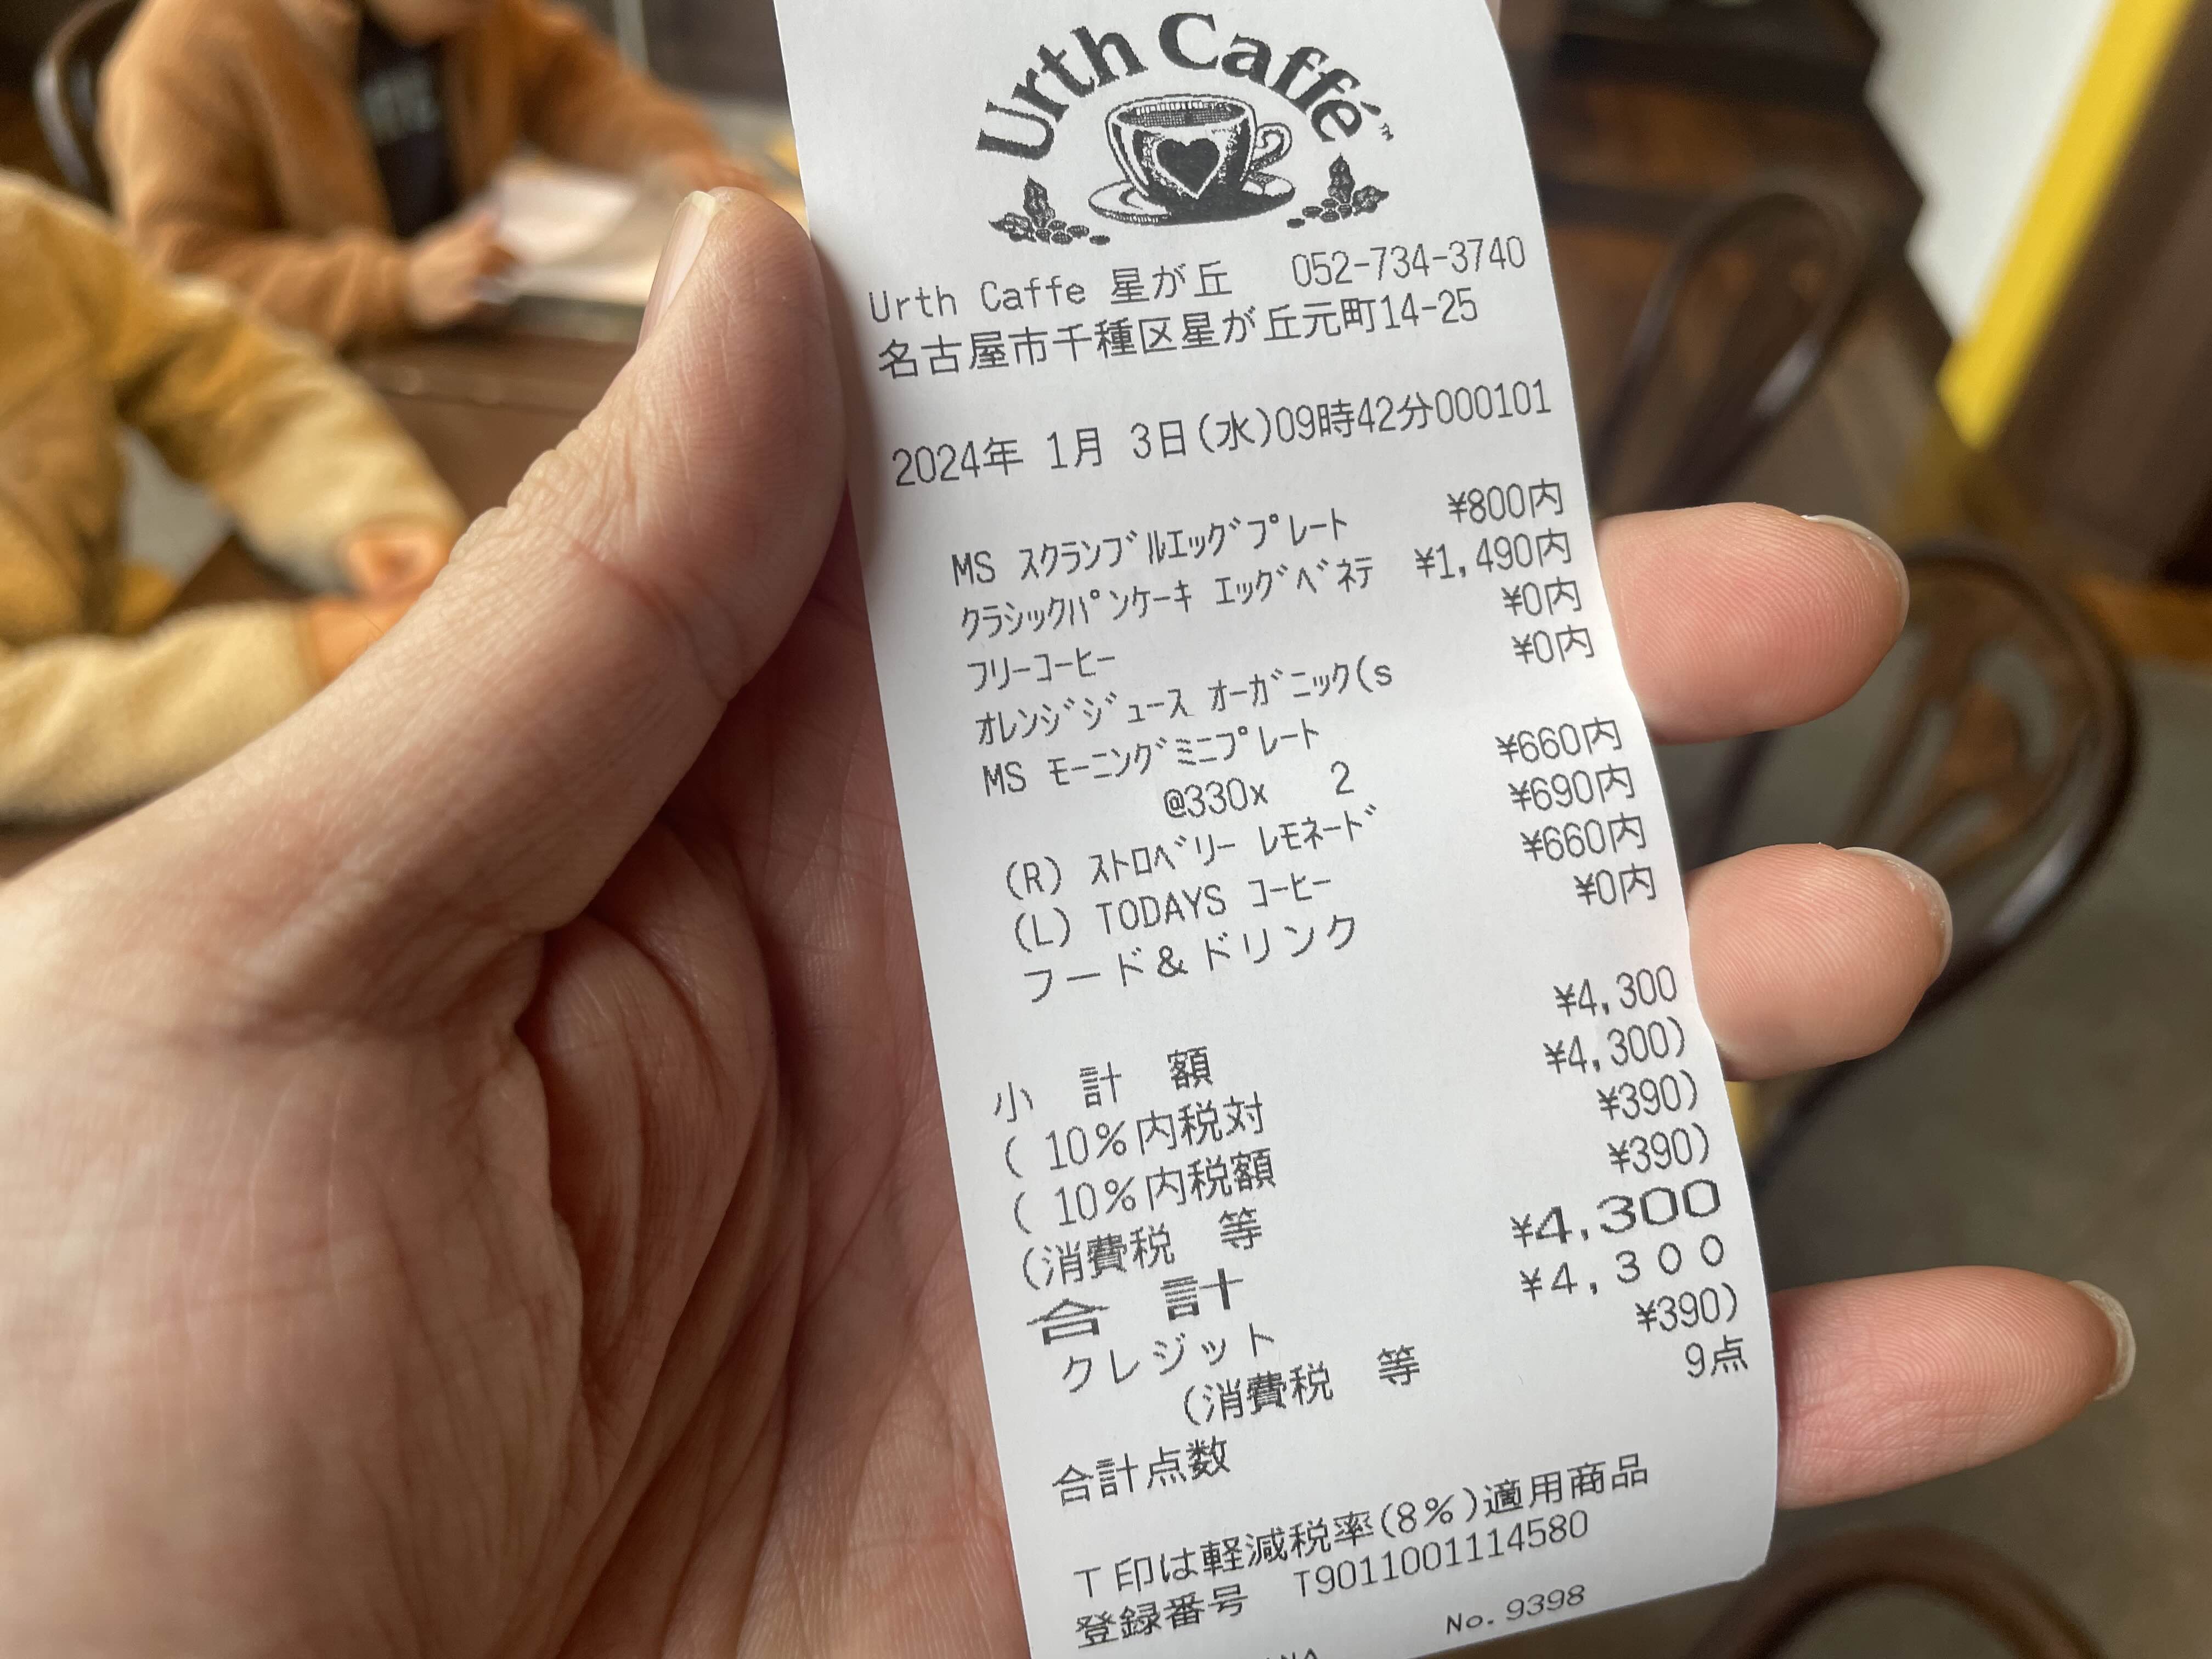 Urth Caffé
Urth Caffe 星が丘 052-734-3740
名古屋市千種区星が丘元町14-25
2024年 1月 3日(水)09時42分000101
MS ｽｸﾗﾝﾌﾞﾙｴｯｸﾞﾌﾟﾚｰﾄ ¥800内
ｸﾗｼｯｸﾊﾟﾝｹｰｷ ｴｯｸﾞﾍﾞﾈﾃ ¥1,490内
ﾌﾘｰｺｰﾋｰ ¥0内
ｵﾚﾝｼﾞｼﾞｭｰｽ ｵｰｶﾞﾆｯｸ(s ¥0内
MS ﾓｰﾆﾝｸﾞﾐﾆﾌﾟﾚｰﾄ
@330x 2 ¥660内
(R) ｽﾄﾛﾍﾞﾘｰ ﾚﾓﾈｰﾄﾞ ¥690内
(L) TODAYS ｺｰﾋｰ ¥660内
フード&ドリンク ¥0内
小 計 額 ¥4,300
( 10%内税対 ¥4,300)
( 10%内税額 ¥390)
(消費税 等 ¥390)
合 計 ¥4,300
クレジット ¥4,300
(消費税 等 ¥390)
合計点数 9点
T印は軽減税率(8%)適用商品
登録番号 T9011001114580
No.9398